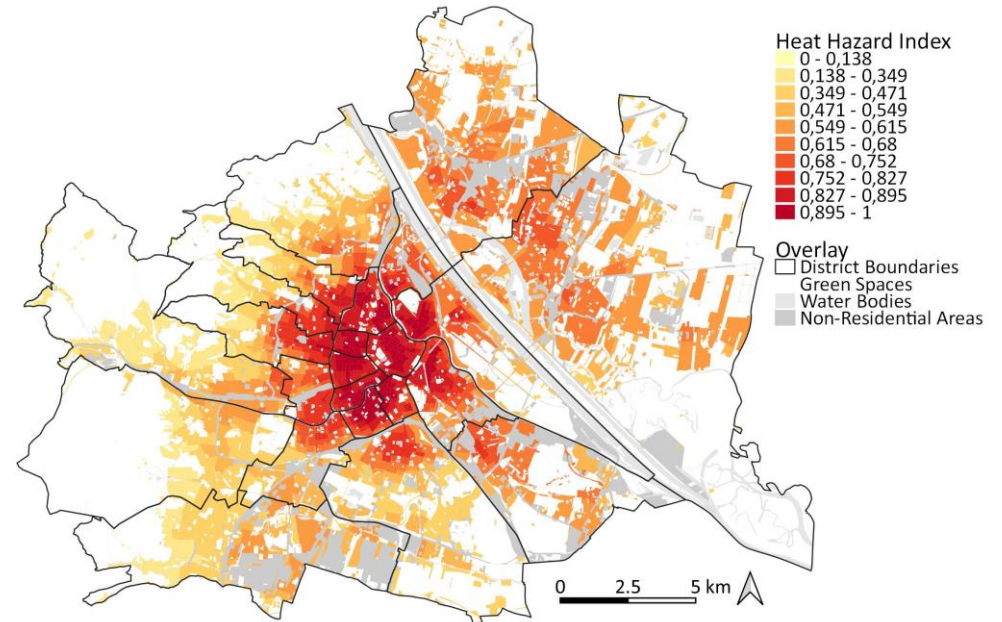 Heat Hazard Index
0 - 0,138
0,138 - 0,349
0,349 - 0,471
0,471 - 0,549
0,549 - 0,615
0,615 - 0,68
0,68 - 0,752
0,752 - 0,827
0,827 - 0,895
0,895 - 1
Overlay
District Boundaries
Green Spaces
Water Bodies
Non-Residential Areas
0 2.5 5 km